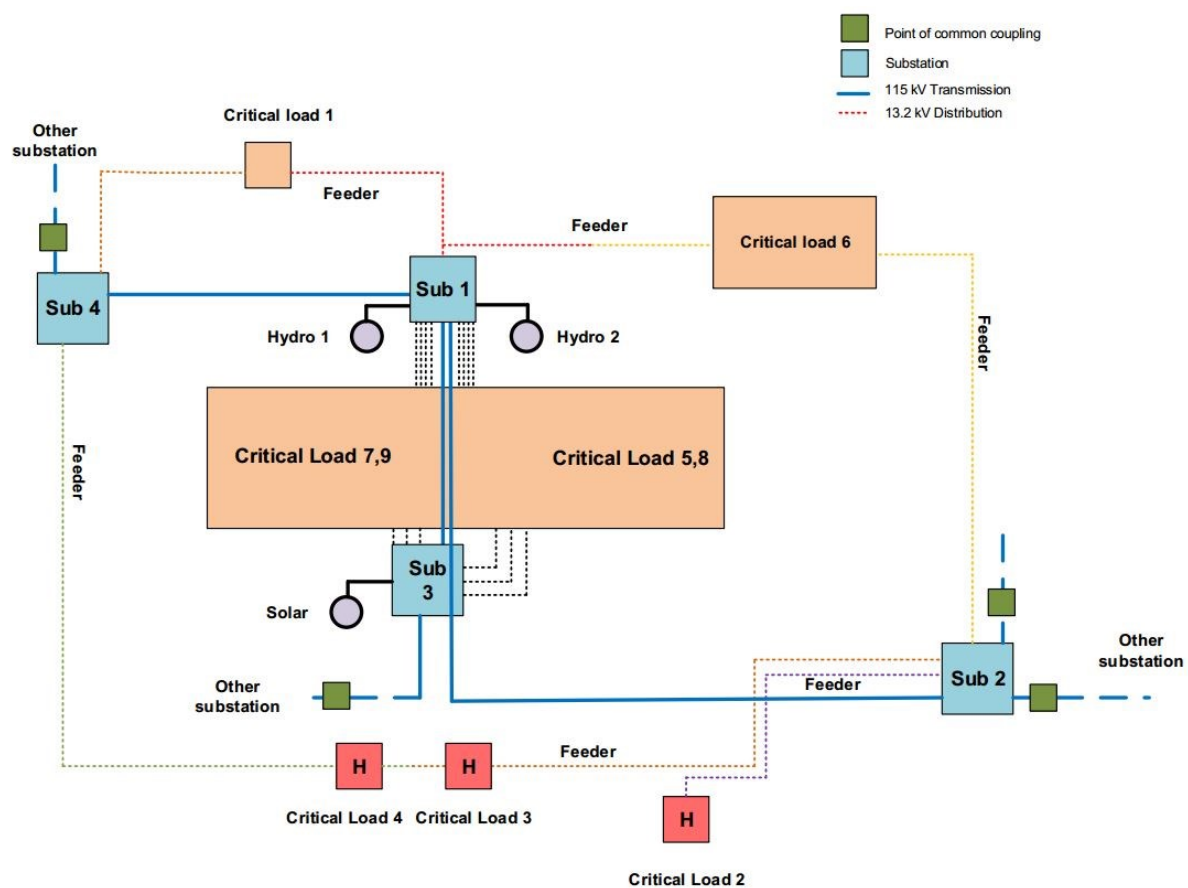 Point of common coupling
Substation
115 kV Transmission
13.2 kV Distribution
Critical load 1
Other
substation
Feeder
Feeder
Critical load 6
Sub 1
Sub 4
Hydro 1
Hydro 2
Feeder
Feeder
Critical Load 7,9
Critical Load 5,8
Sub
3
Solar
Other
substation
Sub 2
Feeder
Other
substation
Feeder
H
H
Critical Load 4
Critical Load 3
H
Critical Load 2